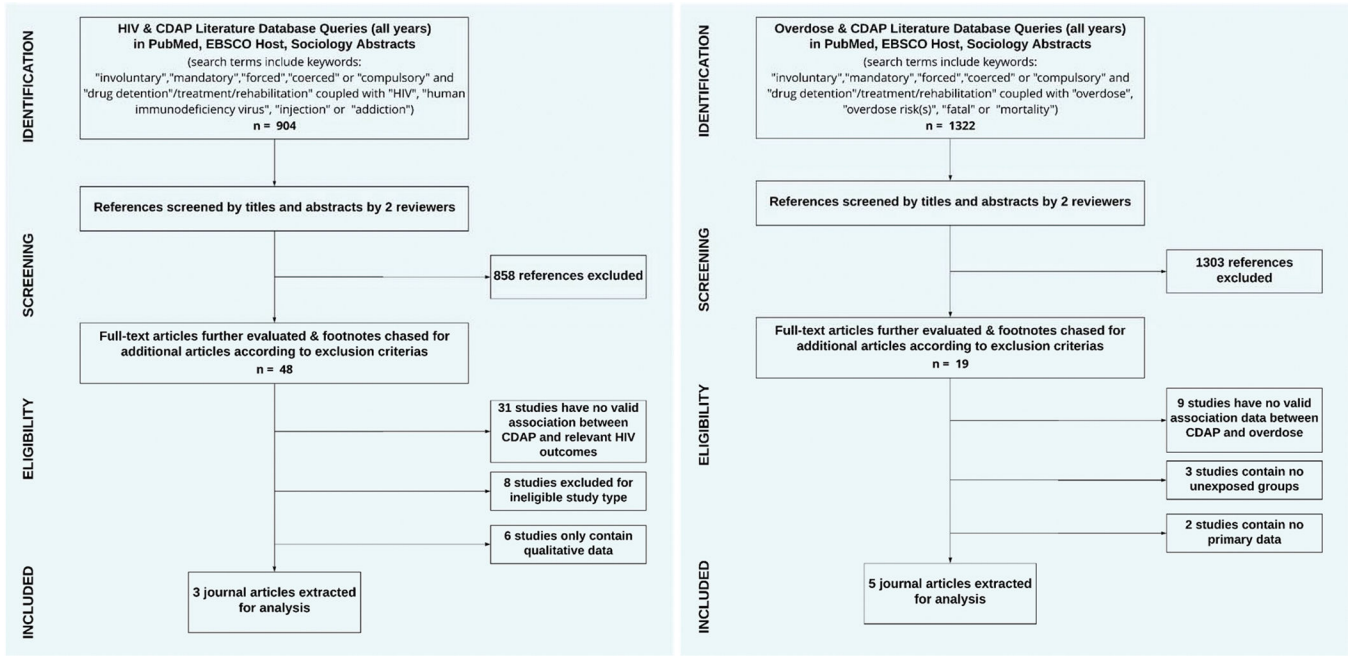 IDENTIFICATION
HIV & CDAP Literature Database Queries (all years)
in PubMed, EBSCO Host, Sociology Abstracts
(search terms include keywords:
"involuntary","mandatory","forced","coerced" or "compulsory" and
"drug detention"/treatment/rehabilitation" coupled with "HIV", "human
immunodeficiency virus", "injection" or "addiction")
n = 904
References screened by titles and abstracts by 2 reviewers
SCREENING
858 references excluded
Full-text articles further evaluated & footnotes chased for
additional articles according to exclusion criterias
n = 48
ELIGIBILITY
31 studies have no valid
association between
CDAP and relevant HIV
outcomes
8 studies excluded for
ineligible study type
6 studies only contain
qualitative data
INCLUDED
3 journal articles extracted
for analysis
IDENTIFICATION
Overdose & CDAP Literature Database Queries (all years)
in PubMed, EBSCO Host, Sociology Abstracts
(search terms include keywords:
"involuntary","mandatory","forced","coerced" or "compulsory" and
"drug detention"/treatment/rehabilitation" coupled with "overdose",
"overdose risk(s)", "fatal" or "mortality")
n = 1322
References screened by titles and abstracts by 2 reviewers
SCREENING
1303 references
excluded
Full-text articles further evaluated & footnotes chased for
additional articles according to exclusion criterias
n = 19
ELIGIBILITY
9 studies have no valid
association data between
CDAP and overdose
3 studies contain no
unexposed groups
2 studies contain no
primary data
INCLUDED
5 journal articles extracted
for analysis